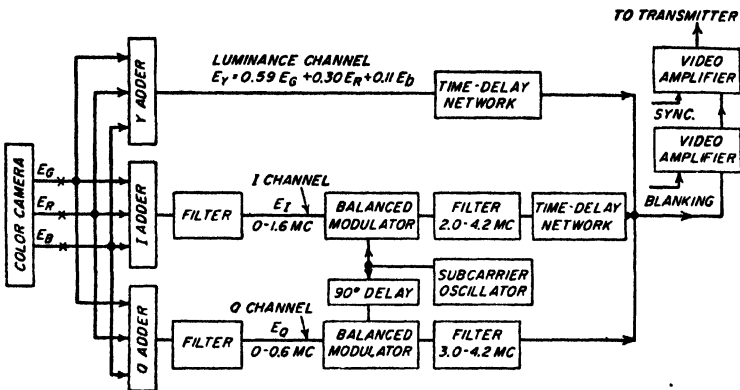 TO TRANSMITTER
LUMINANCE CHANNEL
E_Y = 0.59 E_G + 0.30 E_R + 0.11 E_b
Y ADDER
TIME-DELAY
NETWORK
VIDEO
AMPLIFIER
SYNC.
VIDEO
AMPLIFIER
BLANKING
COLOR CAMERA
E_G
E_R
E_B
I ADDER
FILTER
I CHANNEL
E_I
0-1.6 MC
BALANCED
MODULATOR
FILTER
2.0-4.2 MC
TIME-DELAY
NETWORK
90° DELAY
SUBCARRIER
OSCILLATOR
Q ADDER
FILTER
Q CHANNEL
E_Q
0-0.6 MC
BALANCED
MODULATOR
FILTER
3.0-4.2 MC